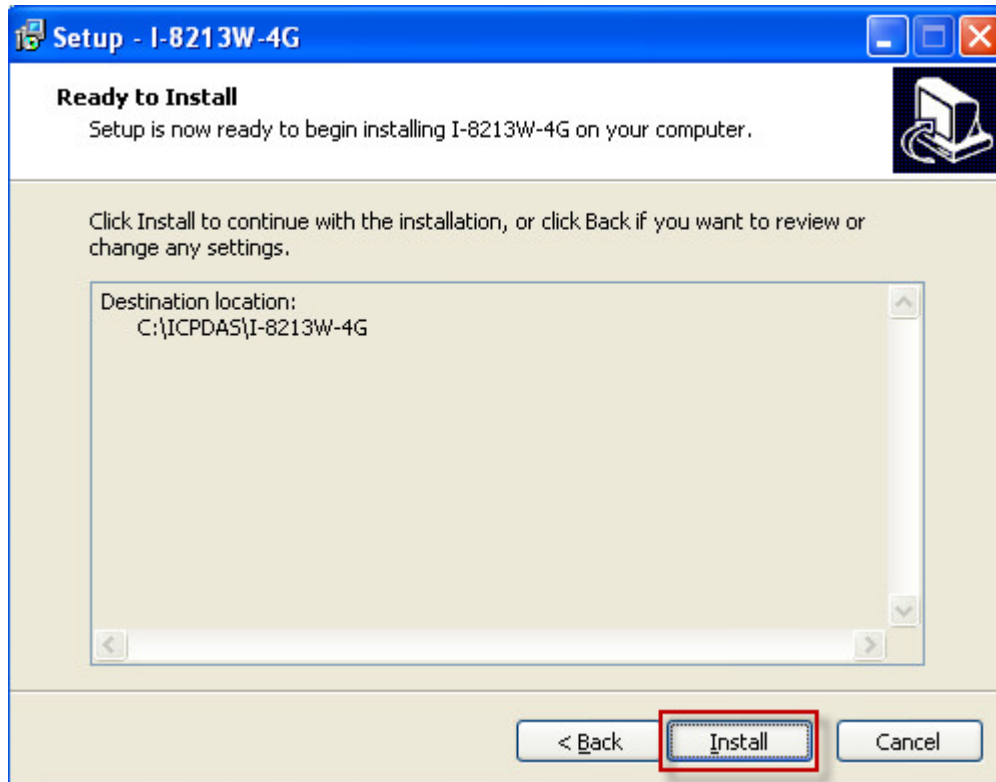 Setup - I-8213W-4G
Ready to Install
Setup is now ready to begin installing I-8213W-4G on your computer.
Click Install to continue with the installation, or click Back if you want to review or
change any settings.
Destination location:
C:\ICPDAS\I-8213W-4G
< Back Install Cancel